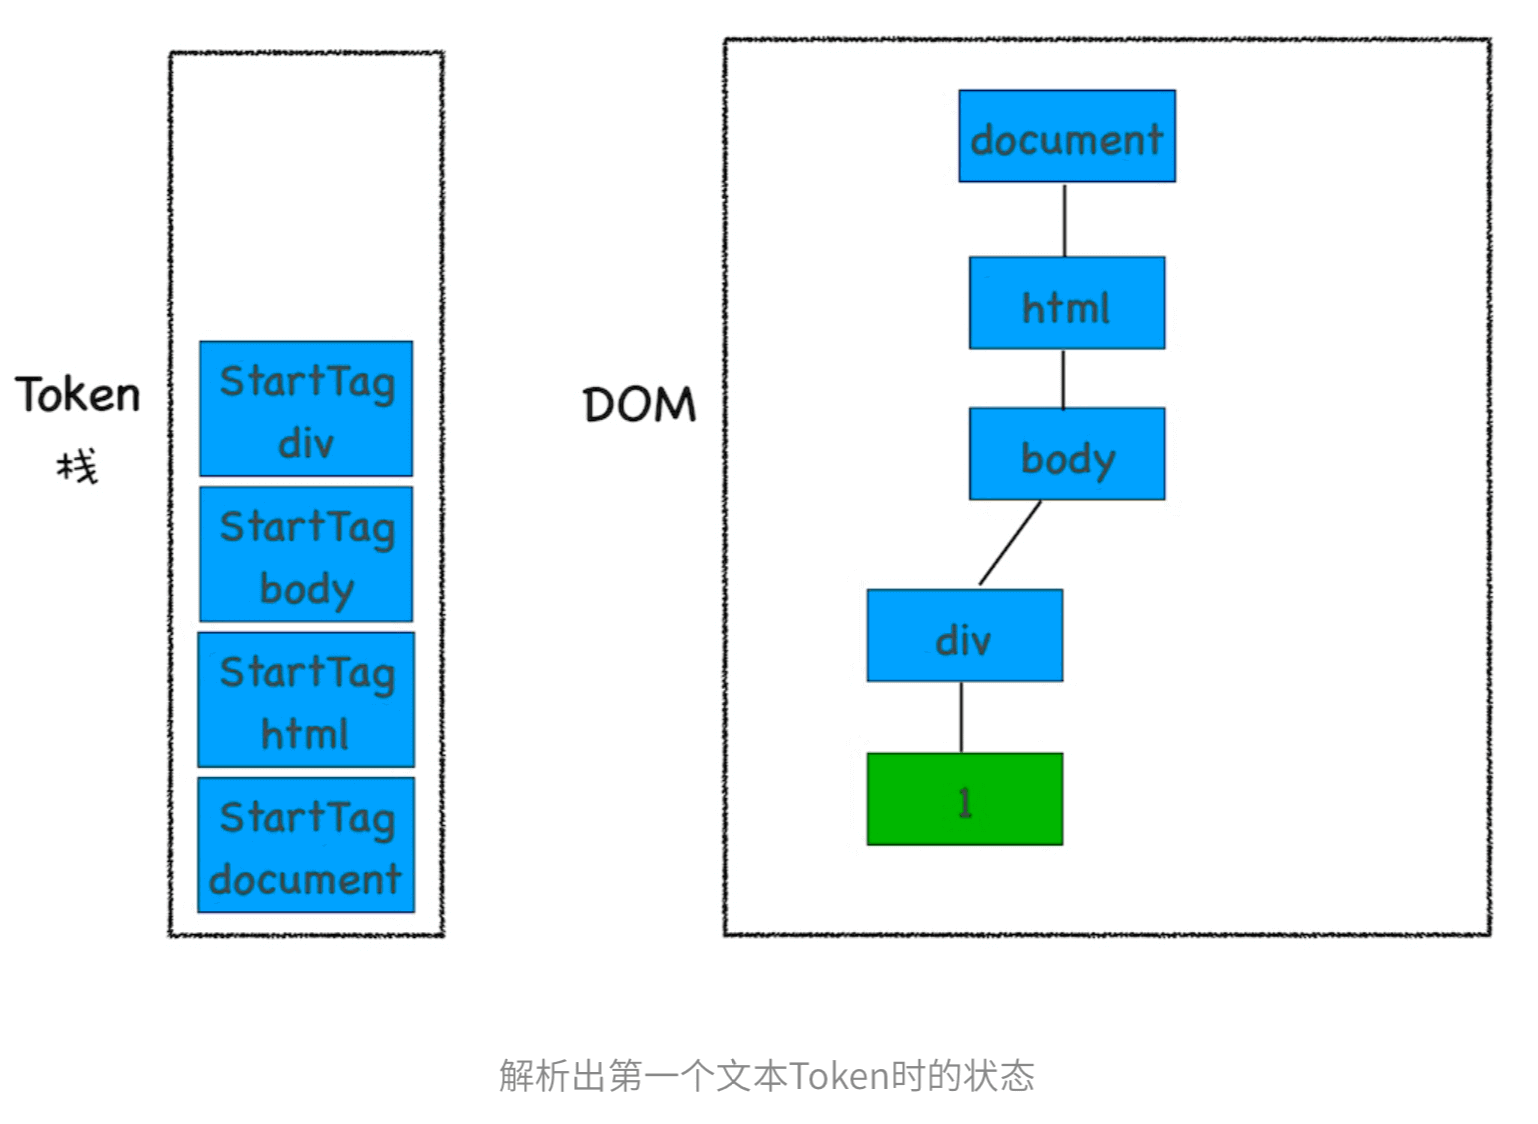 Token
栈
StartTag
div
StartTag
body
StartTag
html
StartTag
document
DOM
document
html
body
div
1
解析出第一个文本Token时的状态